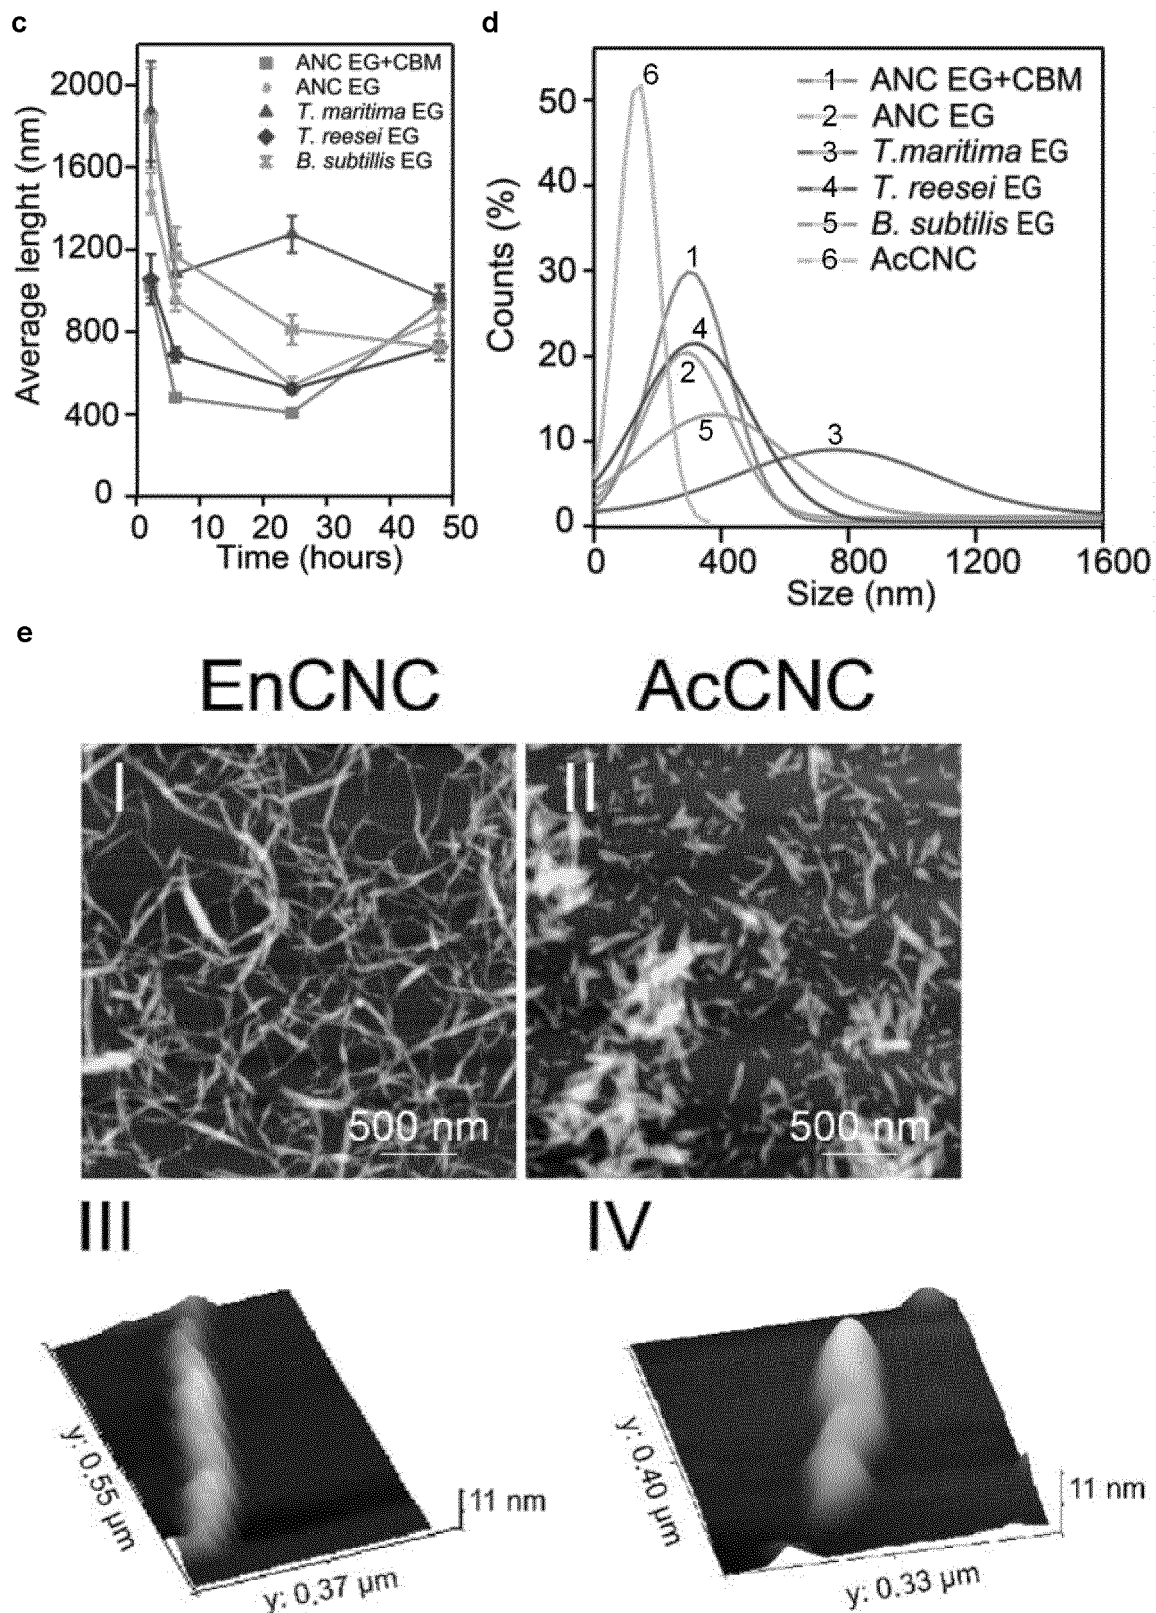 c
Average lenght (nm)
2000
1600
1200
800
400
0
0 10 20 30 40 50
Time (hours)
ANC EG+CBM
ANC EG
T. maritima EG
T. reesei EG
B. subtillis EG
d
Counts (%)
50
40
30
20
10
0
0 400 800 1200 1600
Size (nm)
6
1
4
2
5
3
1 ANC EG+CBM
2 ANC EG
3 T.maritima EG
4 T. reesei EG
5 B. subtilis EG
6 AcCNC
e
EnCNC
AcCNC
I
II
500 nm
500 nm
III
IV
y: 0.55 µm
y: 0.37 µm
11 nm
y: 0.40 µm
y: 0.33 µm
11 nm